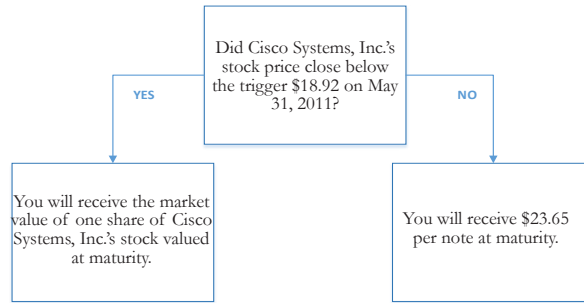 Did Cisco Systems, Inc.'s
stock price close below
the trigger $18.92 on May
31, 2011?
YES
NO
You will receive the market
value of one share of Cisco
Systems, Inc.'s stock valued
at maturity.
You will receive $23.65
per note at maturity.